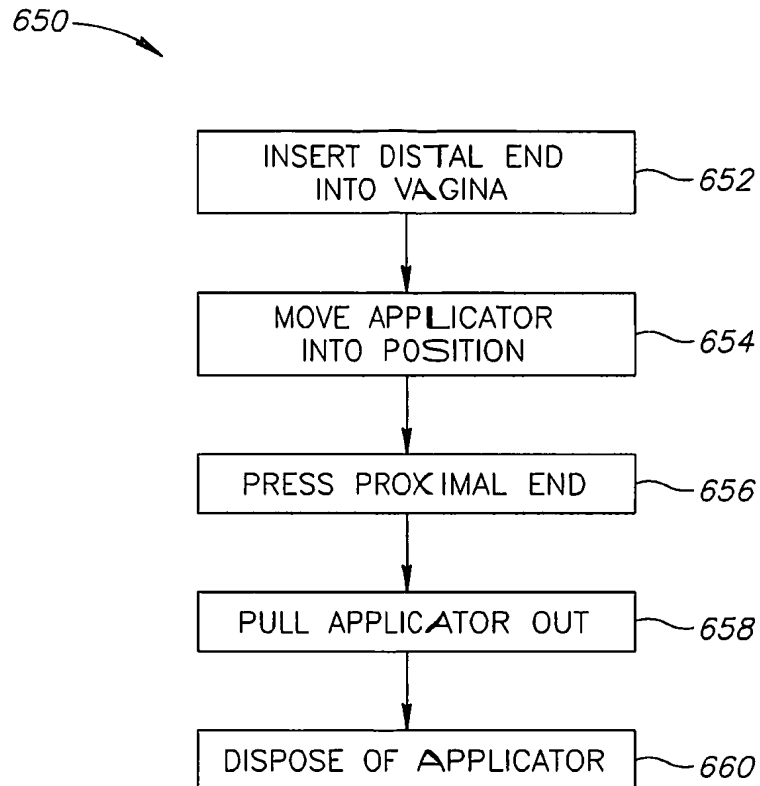 650
INSERT DISTAL END
INTO VAGINA
652
MOVE APPLICATOR
INTO POSITION
654
PRESS PROXIMAL END
656
PULL APPLICATOR OUT
658
DISPOSE OF APPLICATOR
660